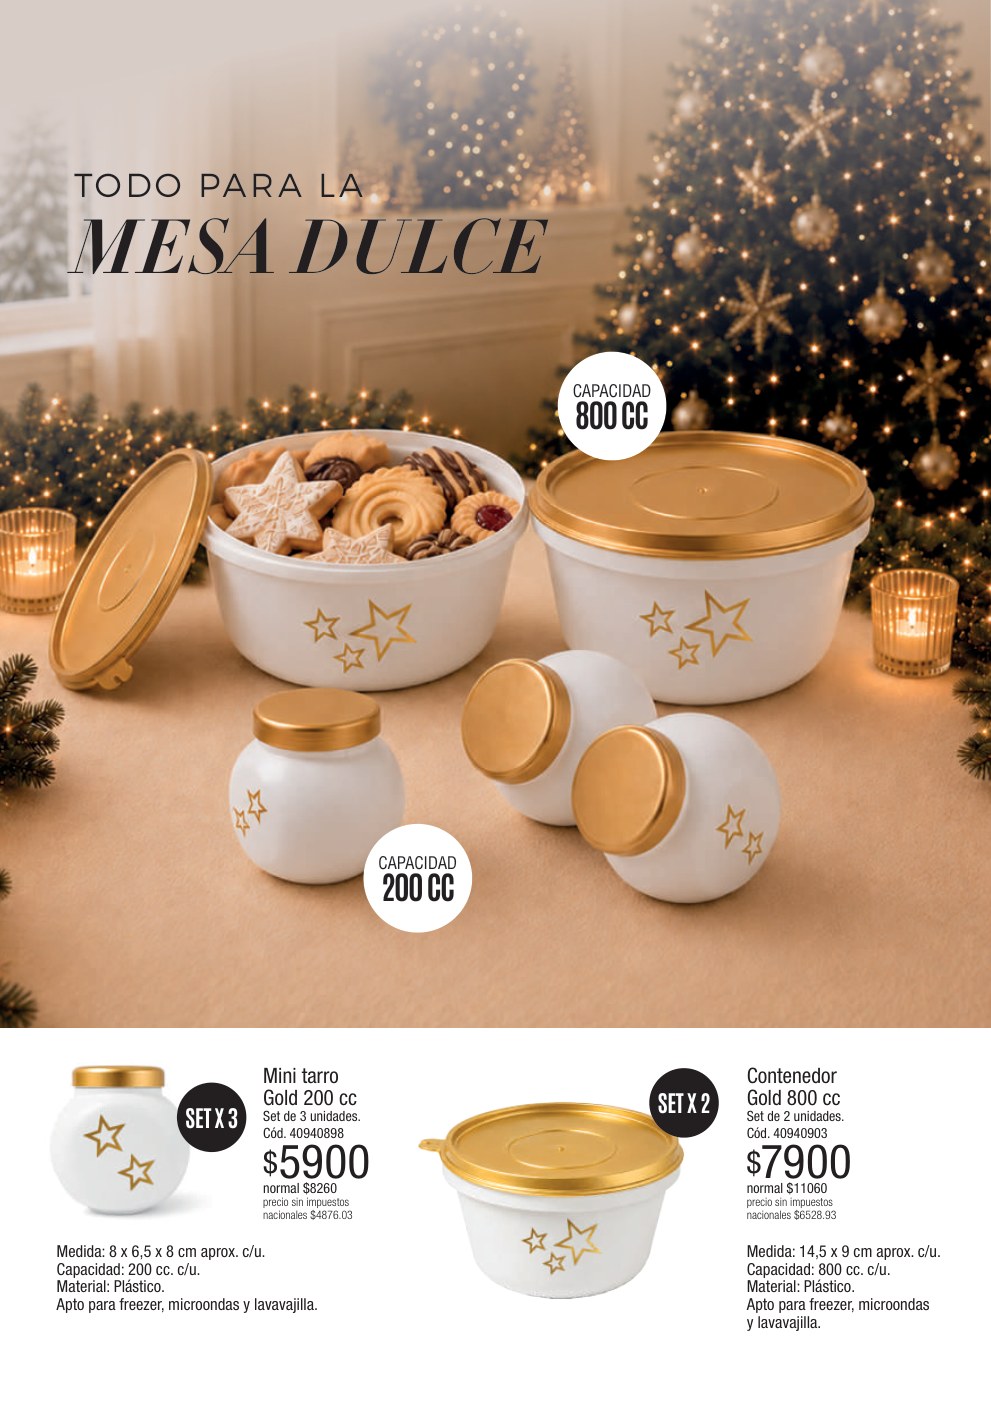 TODO PARA LA
MESA DULCE
CAPACIDAD
800 CC
CAPACIDAD
200 CC
SET X 3
Mini tarro
Gold 200 cc
Set de 3 unidades.
Cód. 40940898
$5900
normal $8260
precio sin impuestos
nacionales $4876.03
Medida: 8 x 6,5 x 8 cm aprox. c/u.
Capacidad: 200 cc. c/u.
Material: Plástico.
Apto para freezer, microondas y lavavajilla.
SET X 2
Contenedor
Gold 800 cc
Set de 2 unidades.
Cód. 40940903
$7900
normal $11060
precio sin impuestos
nacionales $6528.93
Medida: 14,5 x 9 cm aprox. c/u.
Capacidad: 800 cc. c/u.
Material: Plástico.
Apto para freezer, microondas
y lavavajilla.